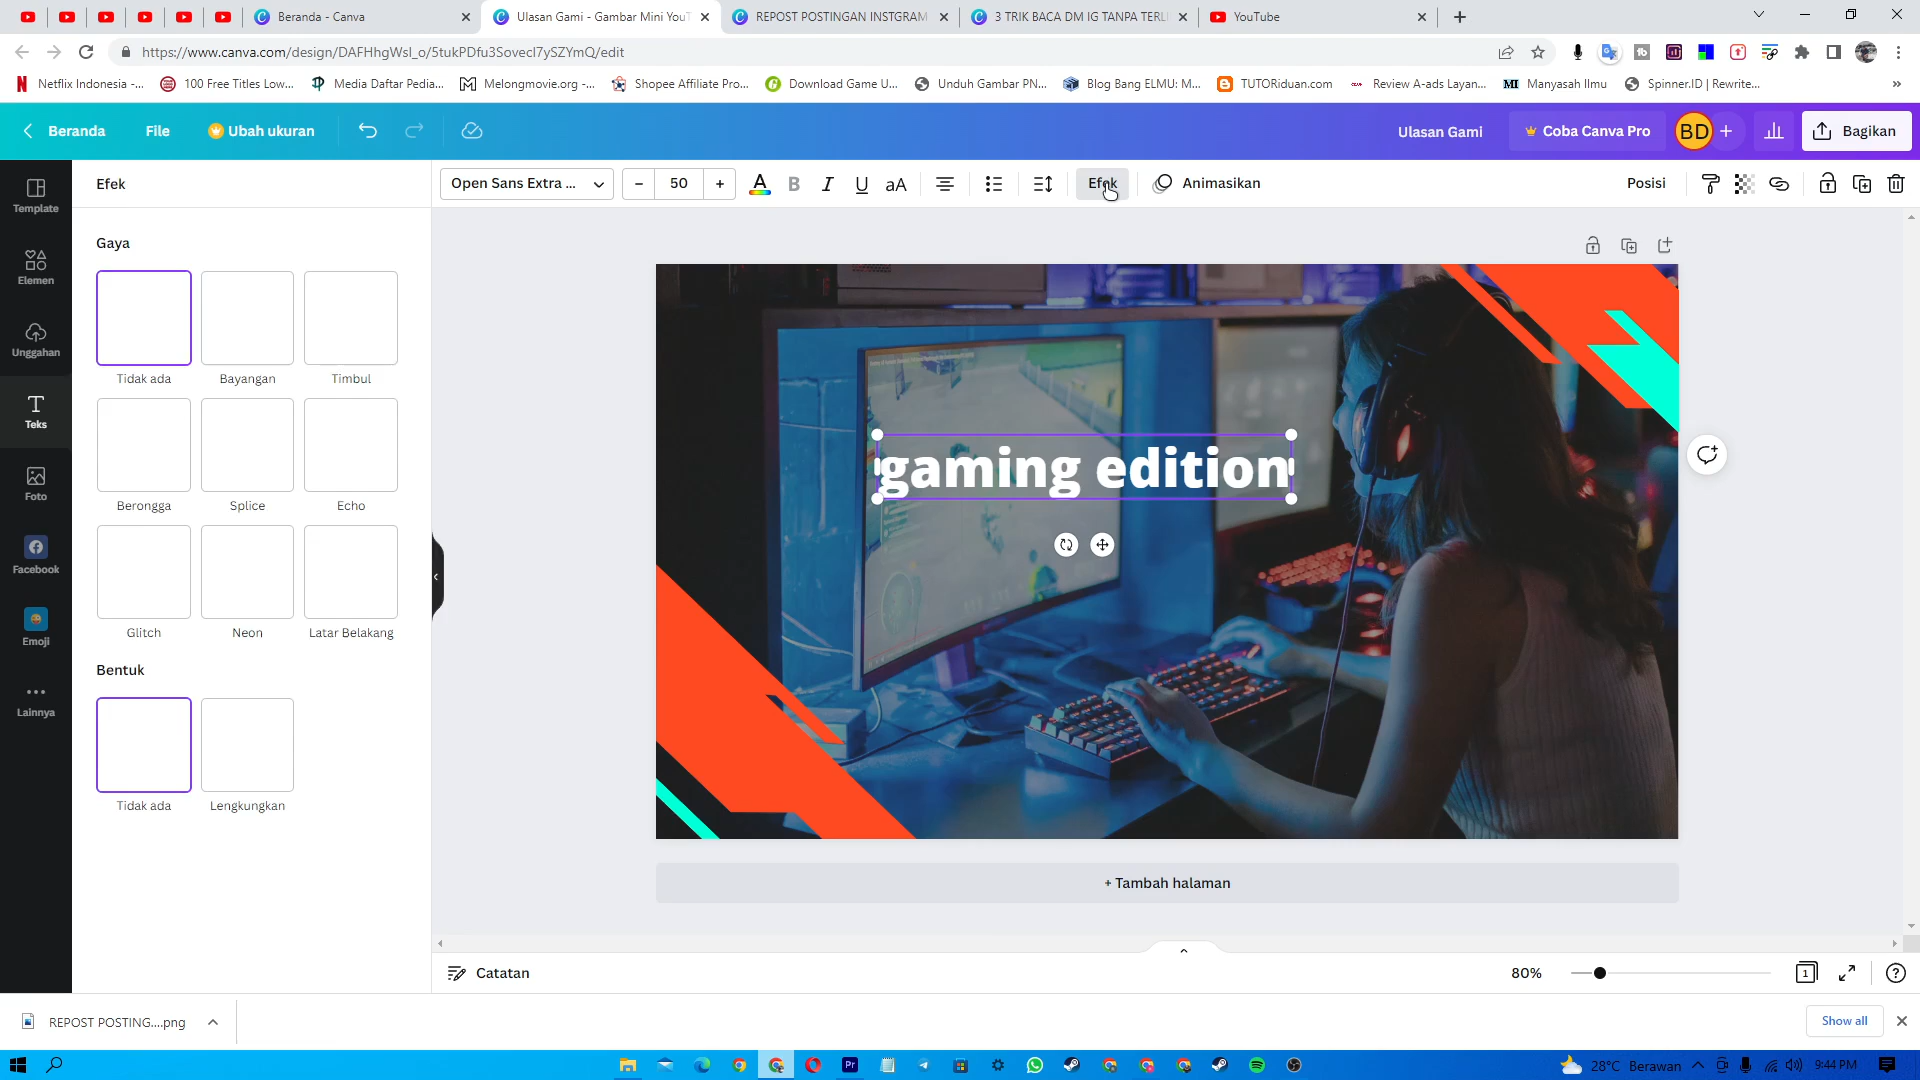 Beranda - Canva
Ulasan Gami - Gambar Mini YouT
REPOST POSTINGAN INSTGRAM
3 TRIK BACA DM IG TANPA TERLI
YouTube
https://www.canva.com/design/DAFHhgWsl_o/5tukPDfu3SovecI7ySZYmQ/edit
Netflix Indonesia -...
100 Free Titles Low...
Media Daftar Pedia...
Melongmovie.org -...
Shopee Affiliate Pro...
Download Game U...
Unduh Gambar PN...
Blog Bang ELMU: M...
TUTORiduan.com
Review A-ads Layan...
Manyasah Ilmu
Spinner.ID | Rewrite...
Beranda
File
Ubah ukuran
Ulasan Gami
Coba Canva Pro
BD
Bagikan
Efek
Open Sans Extra ...
50
Efek
Animasikan
Posisi
Template
Elemen
Unggahan
Teks
Foto
Facebook
Emoji
Lainnya
Gaya
Tidak ada
Bayangan
Timbul
Berongga
Splice
Echo
Glitch
Neon
Latar Belakang
Bentuk
Tidak ada
Lengkungkan
gaming edition
+ Tambah halaman
Catatan
80%
1
REPOST POSTING....png
Show all
28°C Berawan
9:44 PM